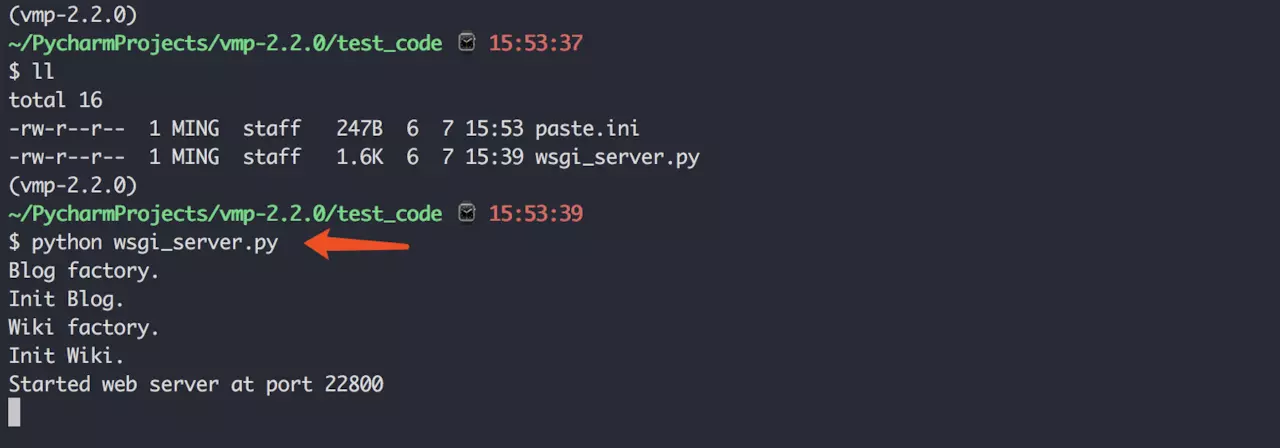 (vmp-2.2.0)
~/PycharmProjects/vmp-2.2.0/test_code 15:53:37
$ ll
total 16
-rw-r--r--  1 MING  staff   247B  6  7 15:53 paste.ini
-rw-r--r--  1 MING  staff   1.6K  6  7 15:39 wsgi_server.py
(vmp-2.2.0)
~/PycharmProjects/vmp-2.2.0/test_code 15:53:39
$ python wsgi_server.py
Blog factory.
Init Blog.
Wiki factory.
Init Wiki.
Started web server at port 22800